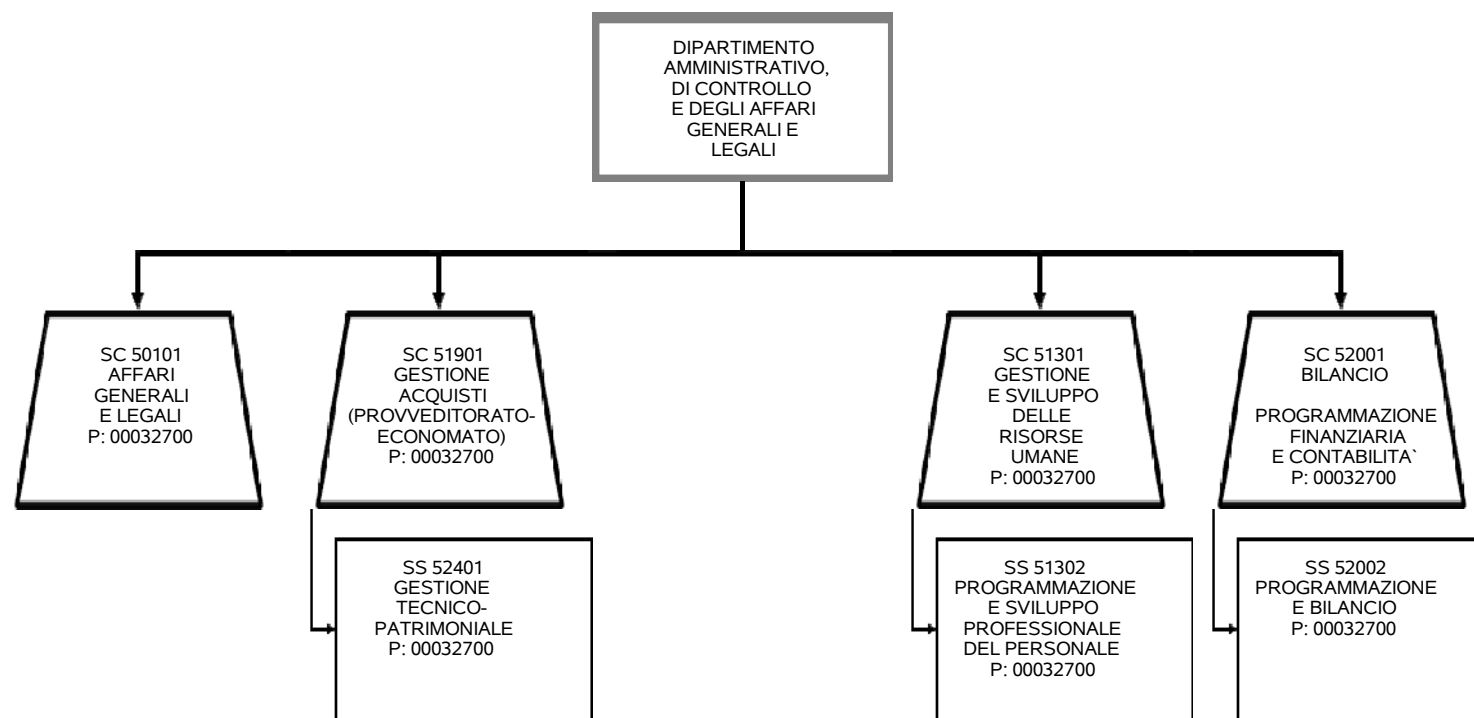 DIPARTIMENTO
AMMINISTRATIVO,
DI CONTROLLO
E DEGLI AFFARI
GENERALI E
LEGALI
SC 50101
AFFARI
GENERALI
E LEGALI
P: 00032700
SC 51901
GESTIONE
ACQUISTI
(PROVVEDITORATO-
ECONOMATO)
P: 00032700
SC 51301
GESTIONE
E SVILUPPO
DELLE
RISORSE
UMANE
P: 00032700
SC 52001
BILANCIO
PROGRAMMAZIONE
FINANZIARIA
E CONTABILITA`
P: 00032700
SS 52401
GESTIONE
TECNICO-
PATRIMONIALE
P: 00032700
SS 51302
PROGRAMMAZIONE
E SVILUPPO
PROFESSIONALE
DEL PERSONALE
P: 00032700
SS 52002
PROGRAMMAZIONE
E BILANCIO
P: 00032700